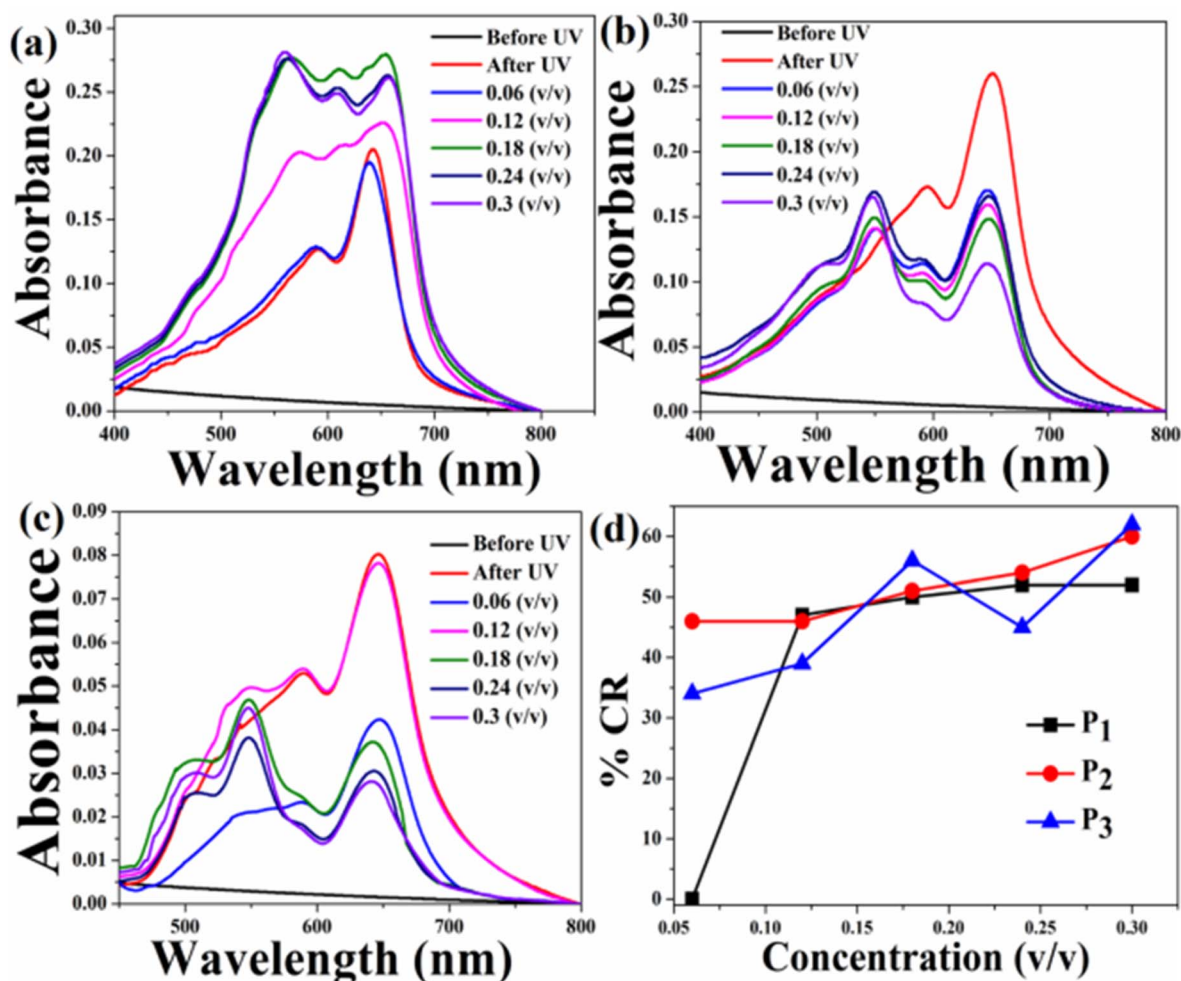 (a)
Absorbance
0.30
0.25
0.20
0.15
0.10
0.05
0.00
400
500
600
700
800
Wavelength (nm)
Before UV
After UV
0.06 (v/v)
0.12 (v/v)
0.18 (v/v)
0.24 (v/v)
0.3 (v/v)
(b)
Absorbance
0.30
0.25
0.20
0.15
0.10
0.05
0.00
400
500
600
700
800
Wavelength (nm)
Before UV
After UV
0.06 (v/v)
0.12 (v/v)
0.18 (v/v)
0.24 (v/v)
0.3 (v/v)
(c)
Absorbance
0.09
0.08
0.07
0.06
0.05
0.04
0.03
0.01
0.01
0.00
500
600
700
800
Wavelength (nm)
Before UV
After UV
0.06 (v/v)
0.12 (v/v)
0.18 (v/v)
0.24 (v/v)
0.3 (v/v)
(d)
% CR
60
50
40
30
20
10
0
0.05
0.10
0.15
0.20
0.25
0.30
Concentration (v/v)
P1
P2
P3